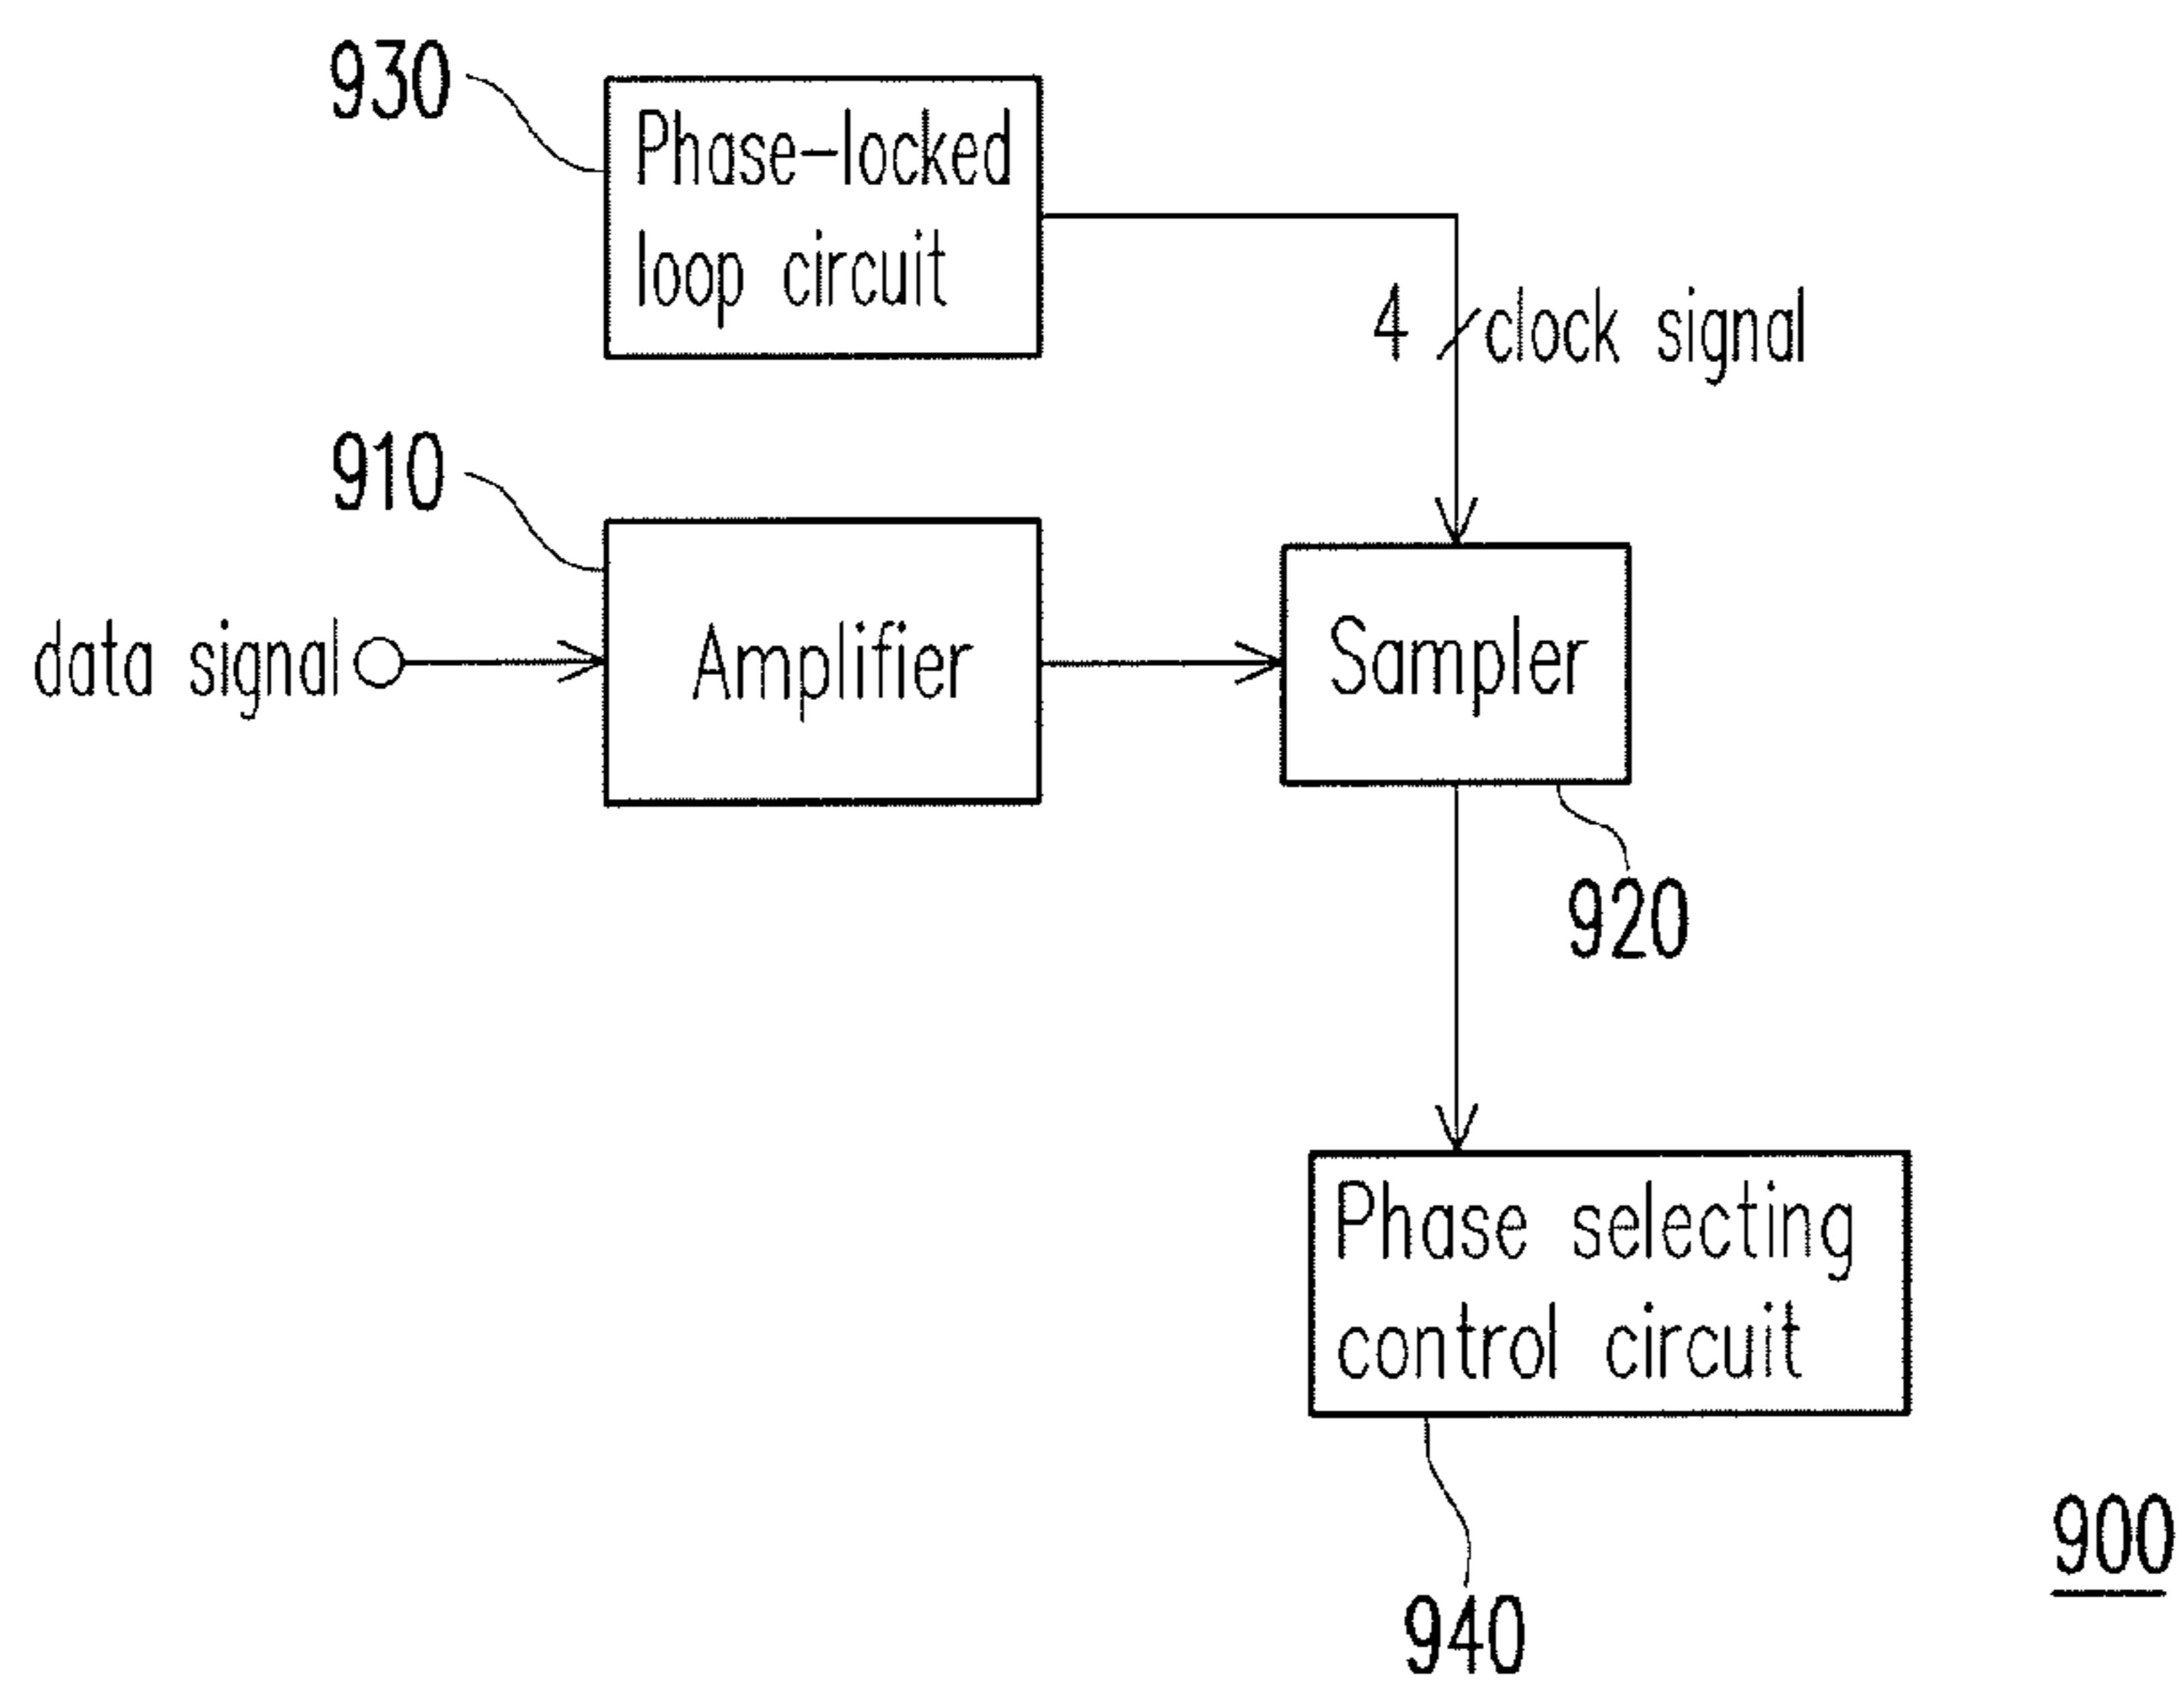 930
Phase-locked
loop circuit
4 clock signal
910
data signal
Amplifier
Sampler
920
Phase selecting
control circuit
900
940